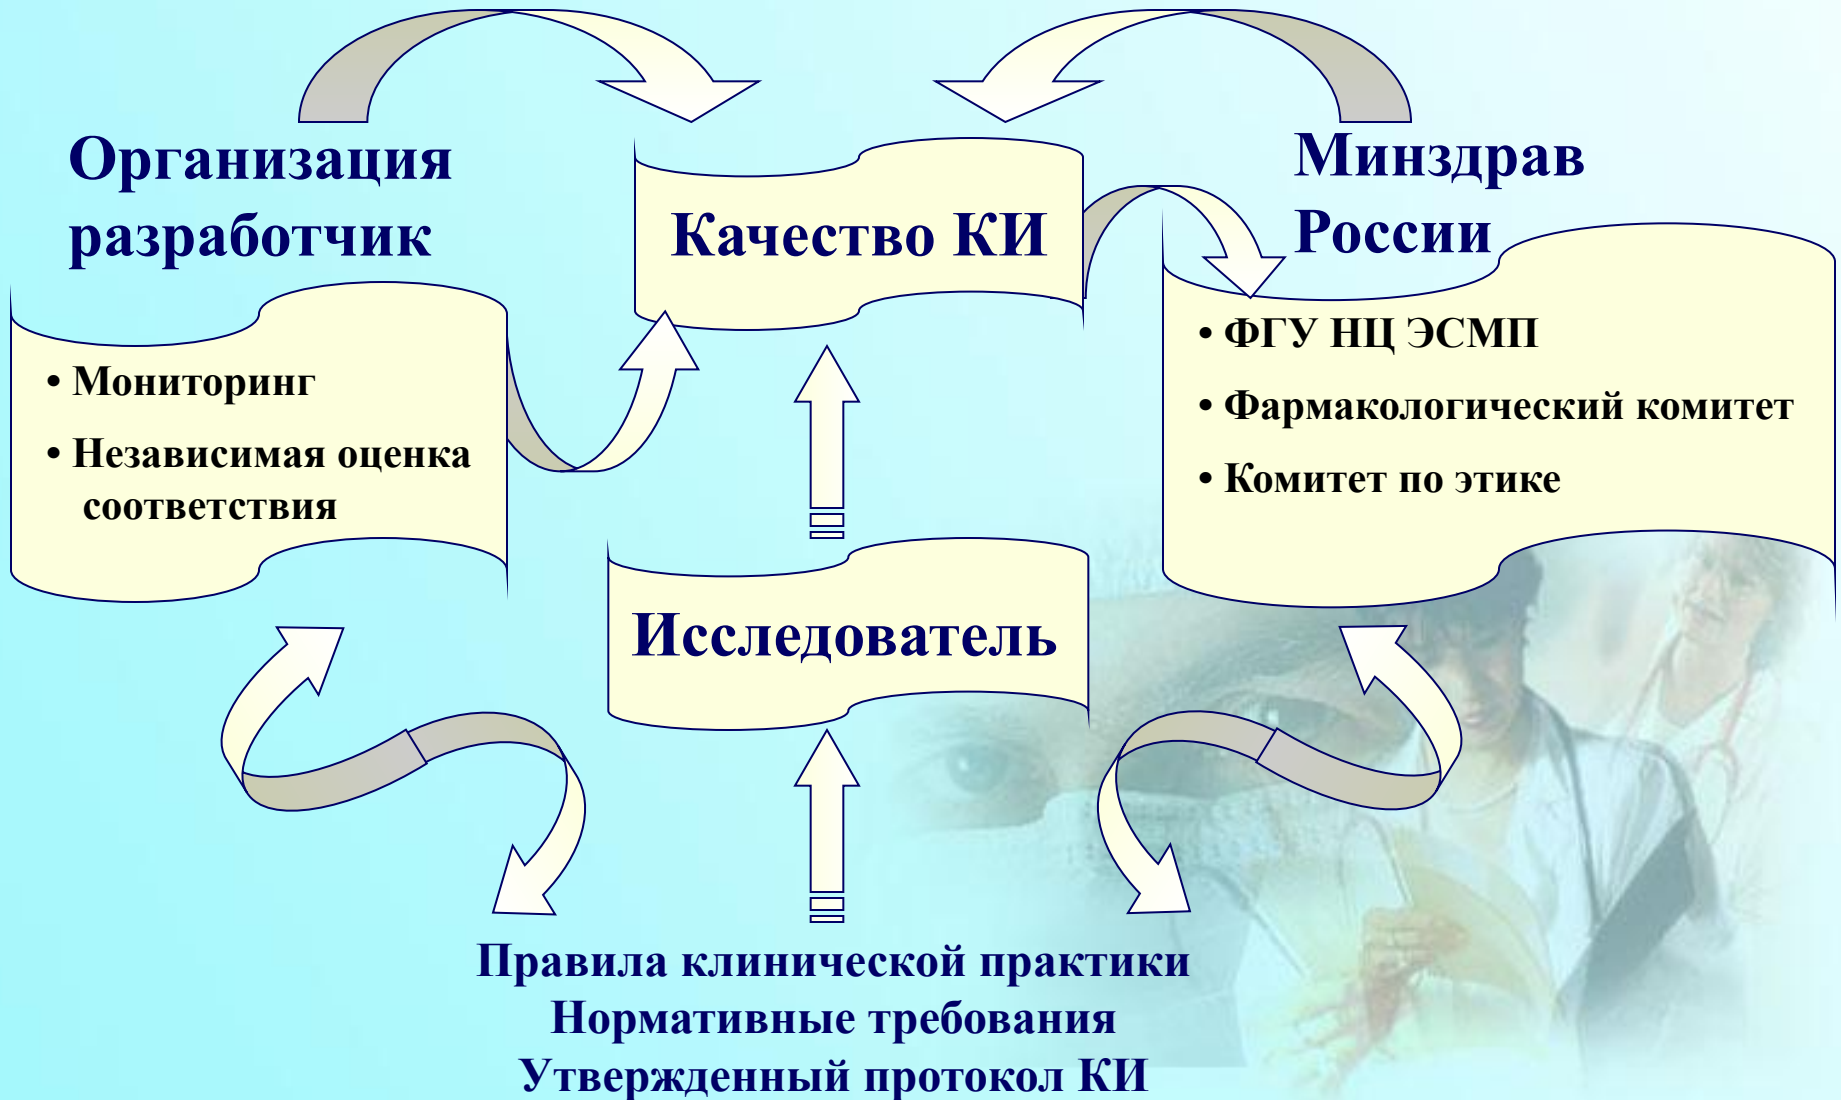 Организация
разработчик
• Мониторинг
• Независимая оценка
соответствия
Качество КИ
Минздрав
России
• ФГУ НЦ ЭСМП
• Фармакологический комитет
• Комитет по этике
Исследователь
Правила клинической практики
Нормативные требования
Утвержденный протокол КИ